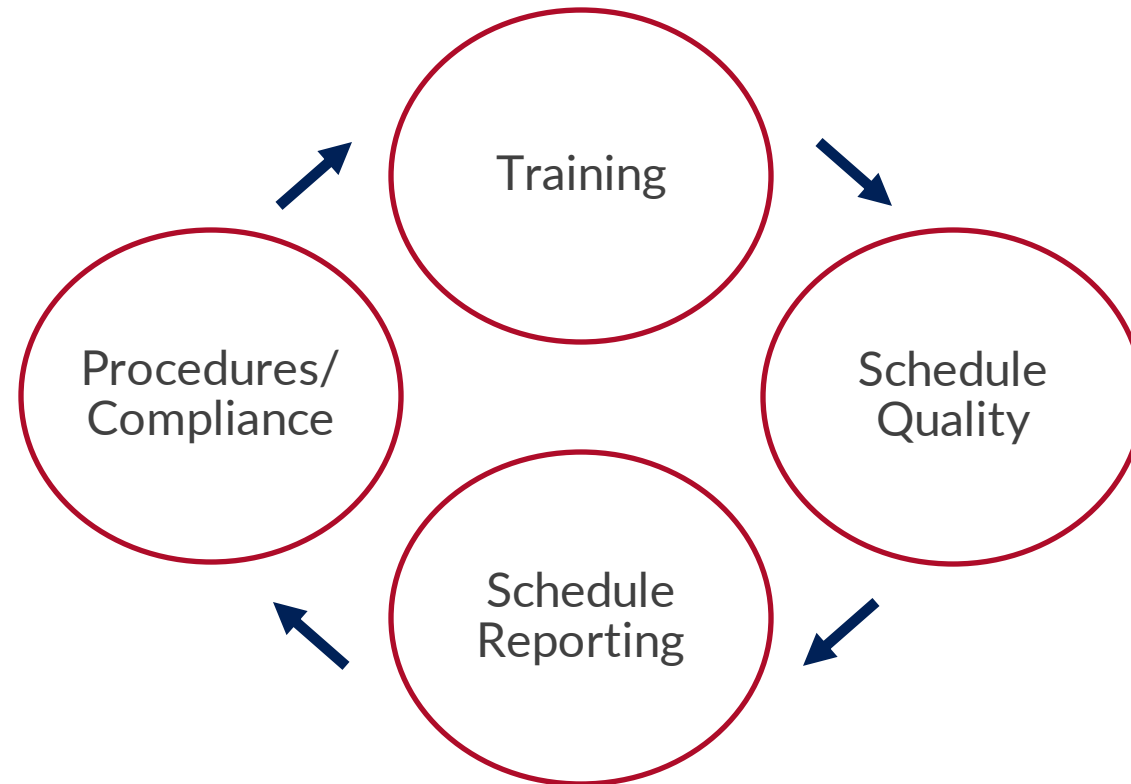 Training
Procedures/
Compliance
Schedule
Quality
Schedule
Reporting